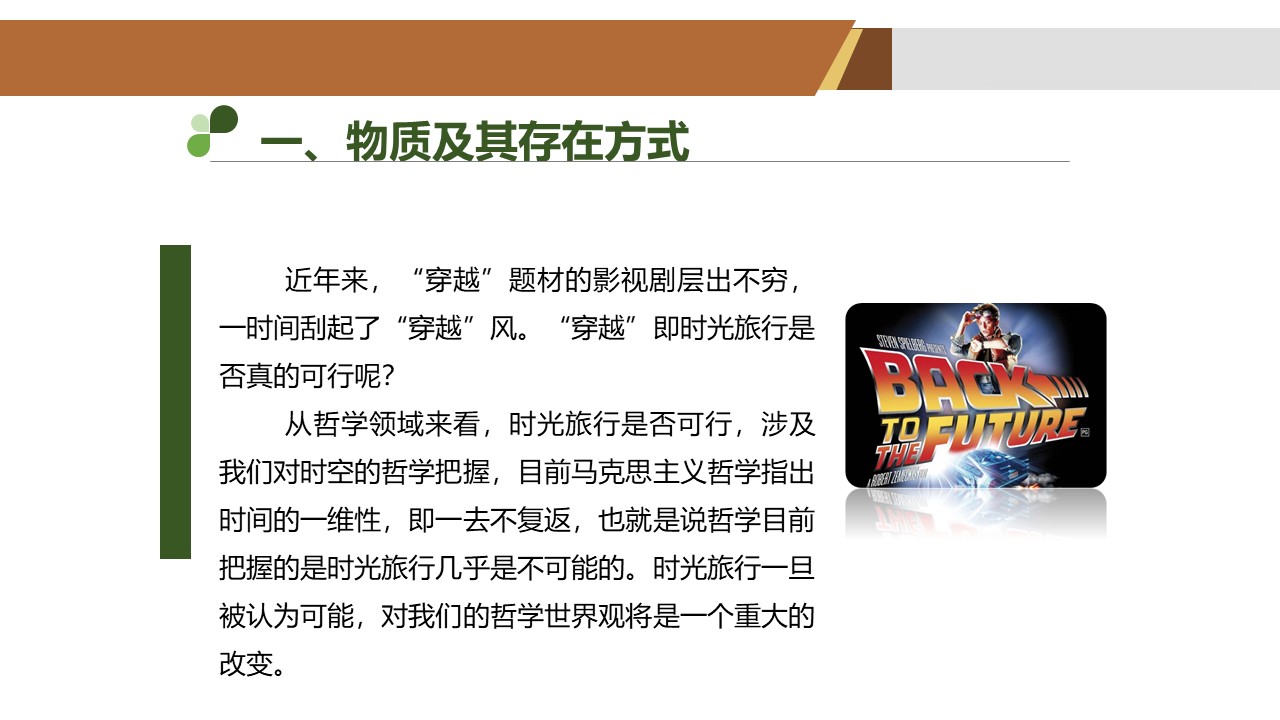 一、物质及其存在方式
近年来，“穿越”题材的影视剧层出不穷，
一时间刮起了“穿越”风。“穿越”即时光旅行是
否真的可行呢？
从哲学领域来看，时光旅行是否可行，涉及
我们对时空的哲学把握，目前马克思主义哲学指出
时间的一维性，即一去不复返，也就是说哲学目前
把握的是时光旅行几乎是不可能的。时光旅行一旦
被认为可能，对我们的哲学世界观将是一个重大的
改变。
STEVEN SPIELBERG PRESENTS
BACK
TO THE FUTURE
PG
A ROBERT ZEMECKIS